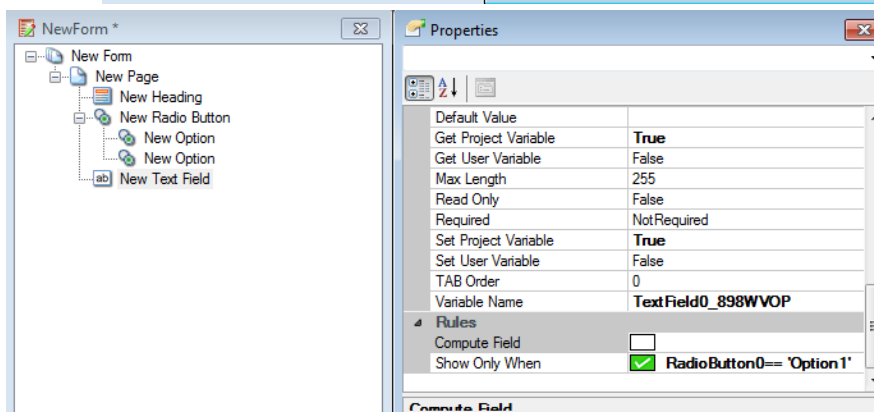 NewForm *
New Form
New Page
New Heading
New Radio Button
New Option
New Option
ab New Text Field
Properties
A
Z
Default Value
Get Project Variable True
Get User Variable False
Max Length 255
Read Only False
Required NotRequired
Set Project Variable True
Set User Variable False
TAB Order 0
Variable Name TextField0_898WVOP
Rules
Compute Field
Show Only When RadioButton0== 'Option1'
Compute Field